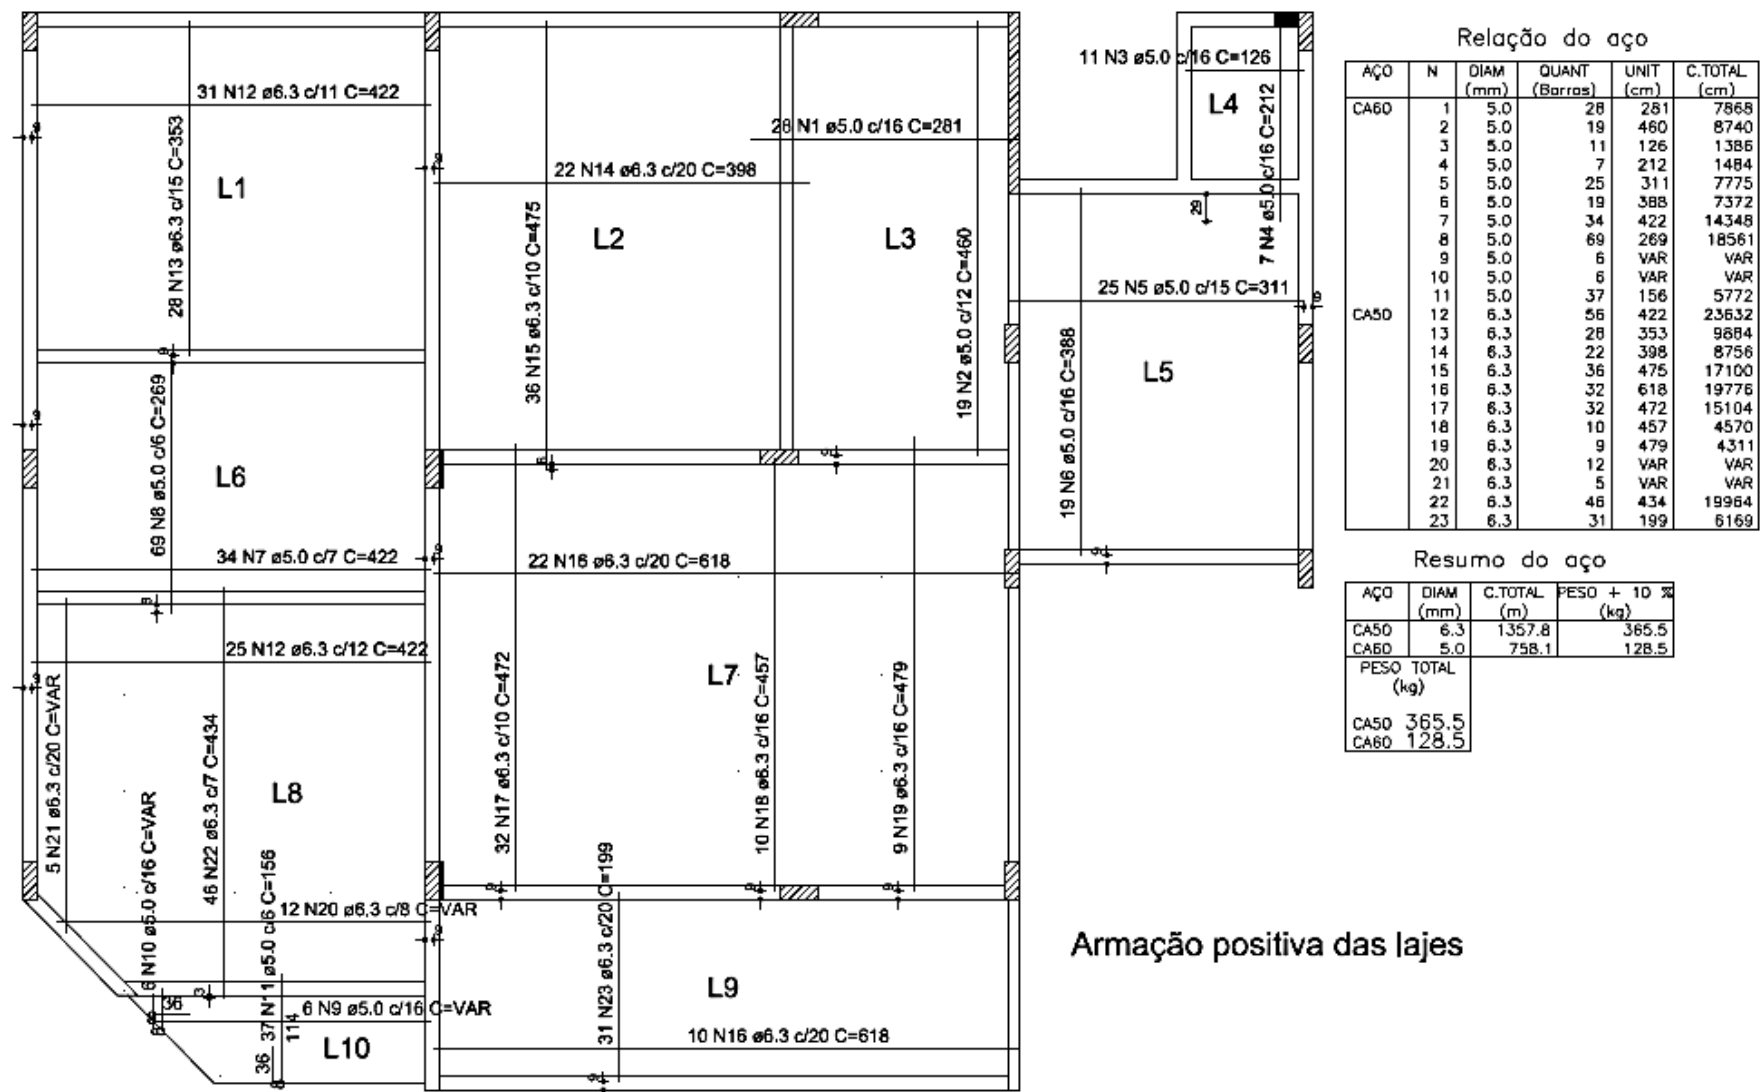 31 N12 ø6.3 c/11 C=422
28 N13 ø6.3 c/15 C=353
L1
22 N14 ø6.3 c/20 C=398
36 N15 ø6.3 c/10 C=475
L2
28 N1 ø5.0 c/16 C=281
19 N2 ø5.0 c/12 C=460
L3
11 N3 ø5.0 c/16 C=126
7 N4 ø5.0 c/16 C=212
L4
29
25 N5 ø5.0 c/15 C=311
19 N6 ø5.0 c/16 C=388
L5
69 N8 ø5.0 c/6 C=269
L6
34 N7 ø5.0 c/7 C=422
22 N16 ø6.3 c/20 C=618
32 N17 ø6.3 c/10 C=472
10 N18 ø6.3 c/16 C=457
9 N19 ø6.3 c/16 C=479
L7
25 N12 ø6.3 c/12 C=422
5 N21 ø6.3 c/20 C=VAR
46 N22 ø6.3 c/7 C=434
L8
12 N20 ø6.3 c/8 C=VAR
6 N10 ø5.0 c/16 C=VAR
36
37 N11 ø5.0 c/6 C=156
36
114
6 N9 ø5.0 c/16 C=VAR
L10
31 N23 ø6.3 c/20 C=199
L9
10 N16 ø6.3 c/20 C=618
Armação positiva das lajes
Relação do aço
AÇO N DIAM QUANT UNIT C.TOTAL
(mm) (Barras) (cm) (cm)
CA60 1 5.0 28 281 7868
2 5.0 19 460 8740
3 5.0 11 126 1386
4 5.0 7 212 1484
5 5.0 25 311 7775
6 5.0 19 388 7372
7 5.0 34 422 14348
8 5.0 69 269 18561
9 5.0 6 VAR VAR
10 5.0 6 VAR VAR
11 5.0 37 156 5772
CA50 12 6.3 56 422 23632
13 6.3 28 353 9884
14 6.3 22 398 8756
15 6.3 36 475 17100
16 6.3 32 618 19776
17 6.3 32 472 15104
18 6.3 10 457 4570
19 6.3 9 479 4311
20 6.3 12 VAR VAR
21 6.3 5 VAR VAR
22 6.3 46 434 19964
23 6.3 31 199 6169
Resumo do aço
AÇO DIAM C.TOTAL PESO + 10 %
(mm) (m) (kg)
CA50 6.3 1357.8 365.5
CA60 5.0 758.1 128.5
PESO TOTAL
(kg)
CA50 365.5
CA60 128.5